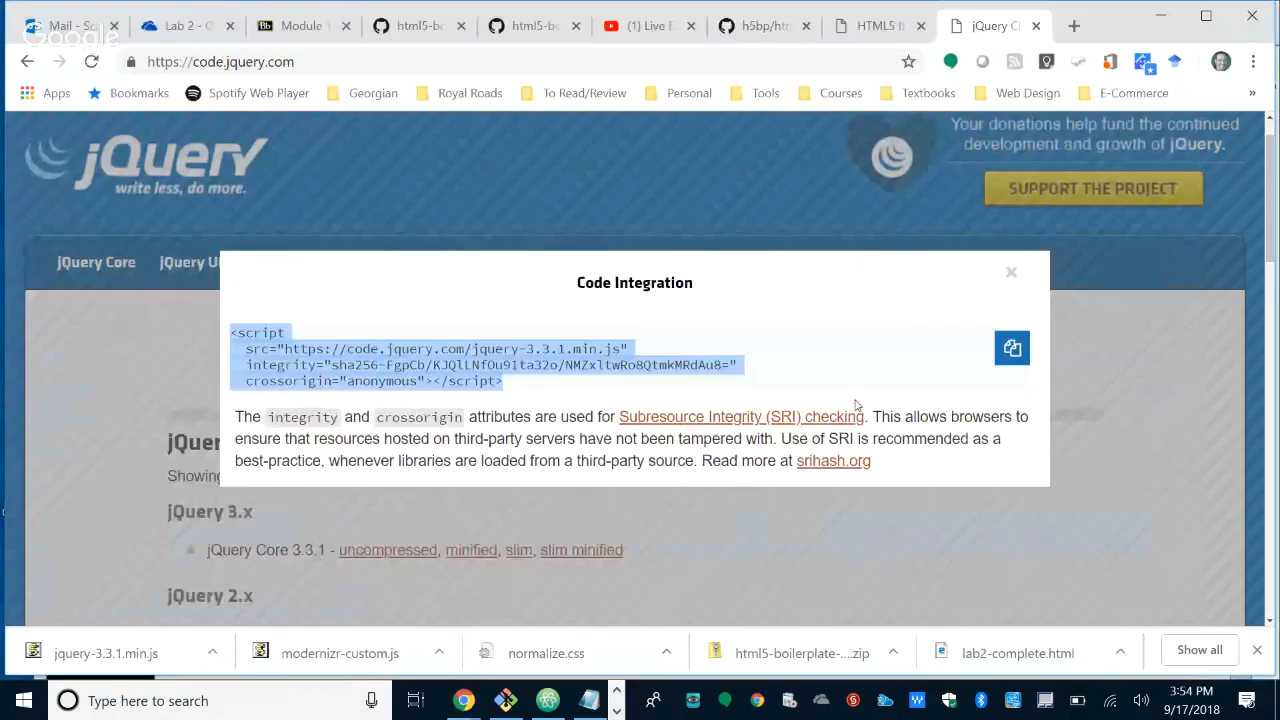 Mail - Sc
Lab 2 - O
Module 1
html5-bo
html5-bo
(1) Live E
h5bp/htm
HTML5 B
jQuery C
Google
https://code.jquery.com
Apps
Bookmarks
Spotify Web Player
Georgian
Royal Roads
To Read/Review
Personal
Tools
Courses
Textbooks
Web Design
E-Commerce
»
jQuery
write less, do more.
Your donations help fund the continued
development and growth of jQuery.
SUPPORT THE PROJECT
jQuery Core
jQuery U
Code Integration
<script
src="https://code.jquery.com/jquery-3.3.1.min.js"
integrity="sha256-FgpCb/KJQlLNfOu91ta32o/NMZxltwRo8QtmkMRdAu8="
crossorigin="anonymous"></script>
The integrity and crossorigin attributes are used for Subresource Integrity (SRI) checking. This allows browsers to
ensure that resources hosted on third-party servers have not been tampered with. Use of SRI is recommended as a
best-practice, whenever libraries are loaded from a third-party source. Read more at srihash.org
jQuer
Showing
jQuery 3.x
jQuery Core 3.3.1 - uncompressed, minified, slim, slim minified
jQuery 2.x
jquery-3.3.1.min.js
modernizr-custom.js
normalize.css
html5-boilerplate-....zip
lab2-complete.html
Show all
Type here to search
3:54 PM
9/17/2018